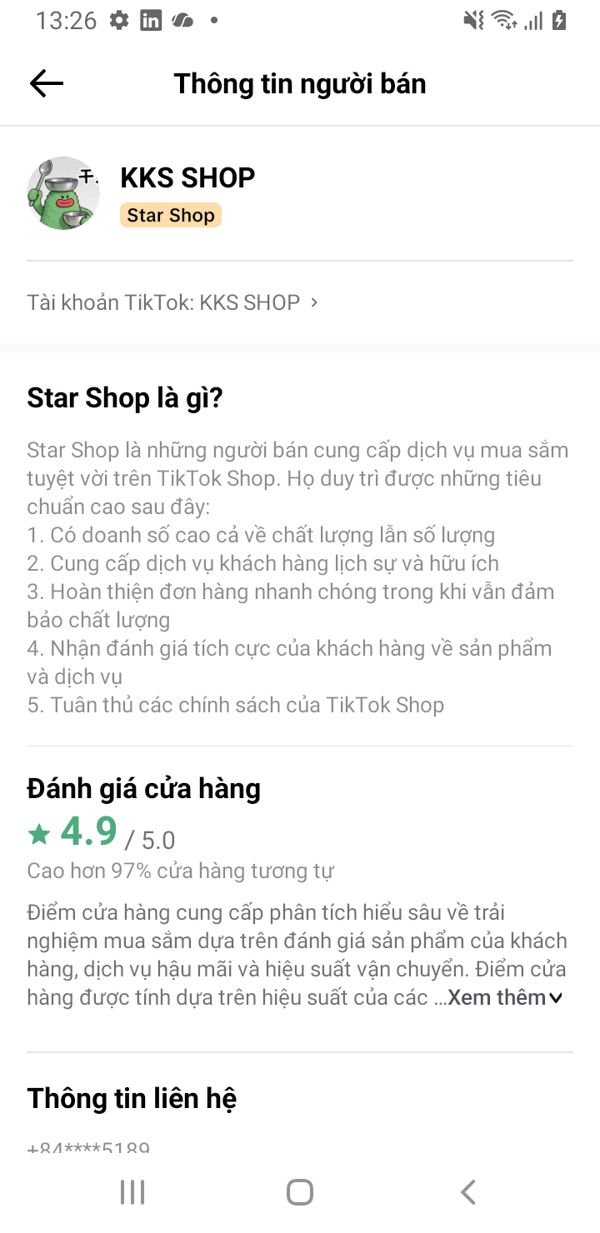 13:26
Thông tin người bán
干.
KKS SHOP
Star Shop
Tài khoản TikTok: KKS SHOP >
Star Shop là gì?
Star Shop là những người bán cung cấp dịch vụ mua sắm
tuyệt vời trên TikTok Shop. Họ duy trì được những tiêu
chuẩn cao sau đây:
1. Có doanh số cao cả về chất lượng lẫn số lượng
2. Cung cấp dịch vụ khách hàng lịch sự và hữu ích
3. Hoàn thiện đơn hàng nhanh chóng trong khi vẫn đảm
bảo chất lượng
4. Nhận đánh giá tích cực của khách hàng về sản phẩm
và dịch vụ
5. Tuân thủ các chính sách của TikTok Shop
Đánh giá cửa hàng
4.9 / 5.0
Cao hơn 97% cửa hàng tương tự
Điểm cửa hàng cung cấp phân tích hiểu sâu về trải
nghiệm mua sắm dựa trên đánh giá sản phẩm của khách
hàng, dịch vụ hậu mãi và hiệu suất vận chuyển. Điểm cửa
hàng được tính dựa trên hiệu suất của các ...Xem thêm
Thông tin liên hệ
+84****5189